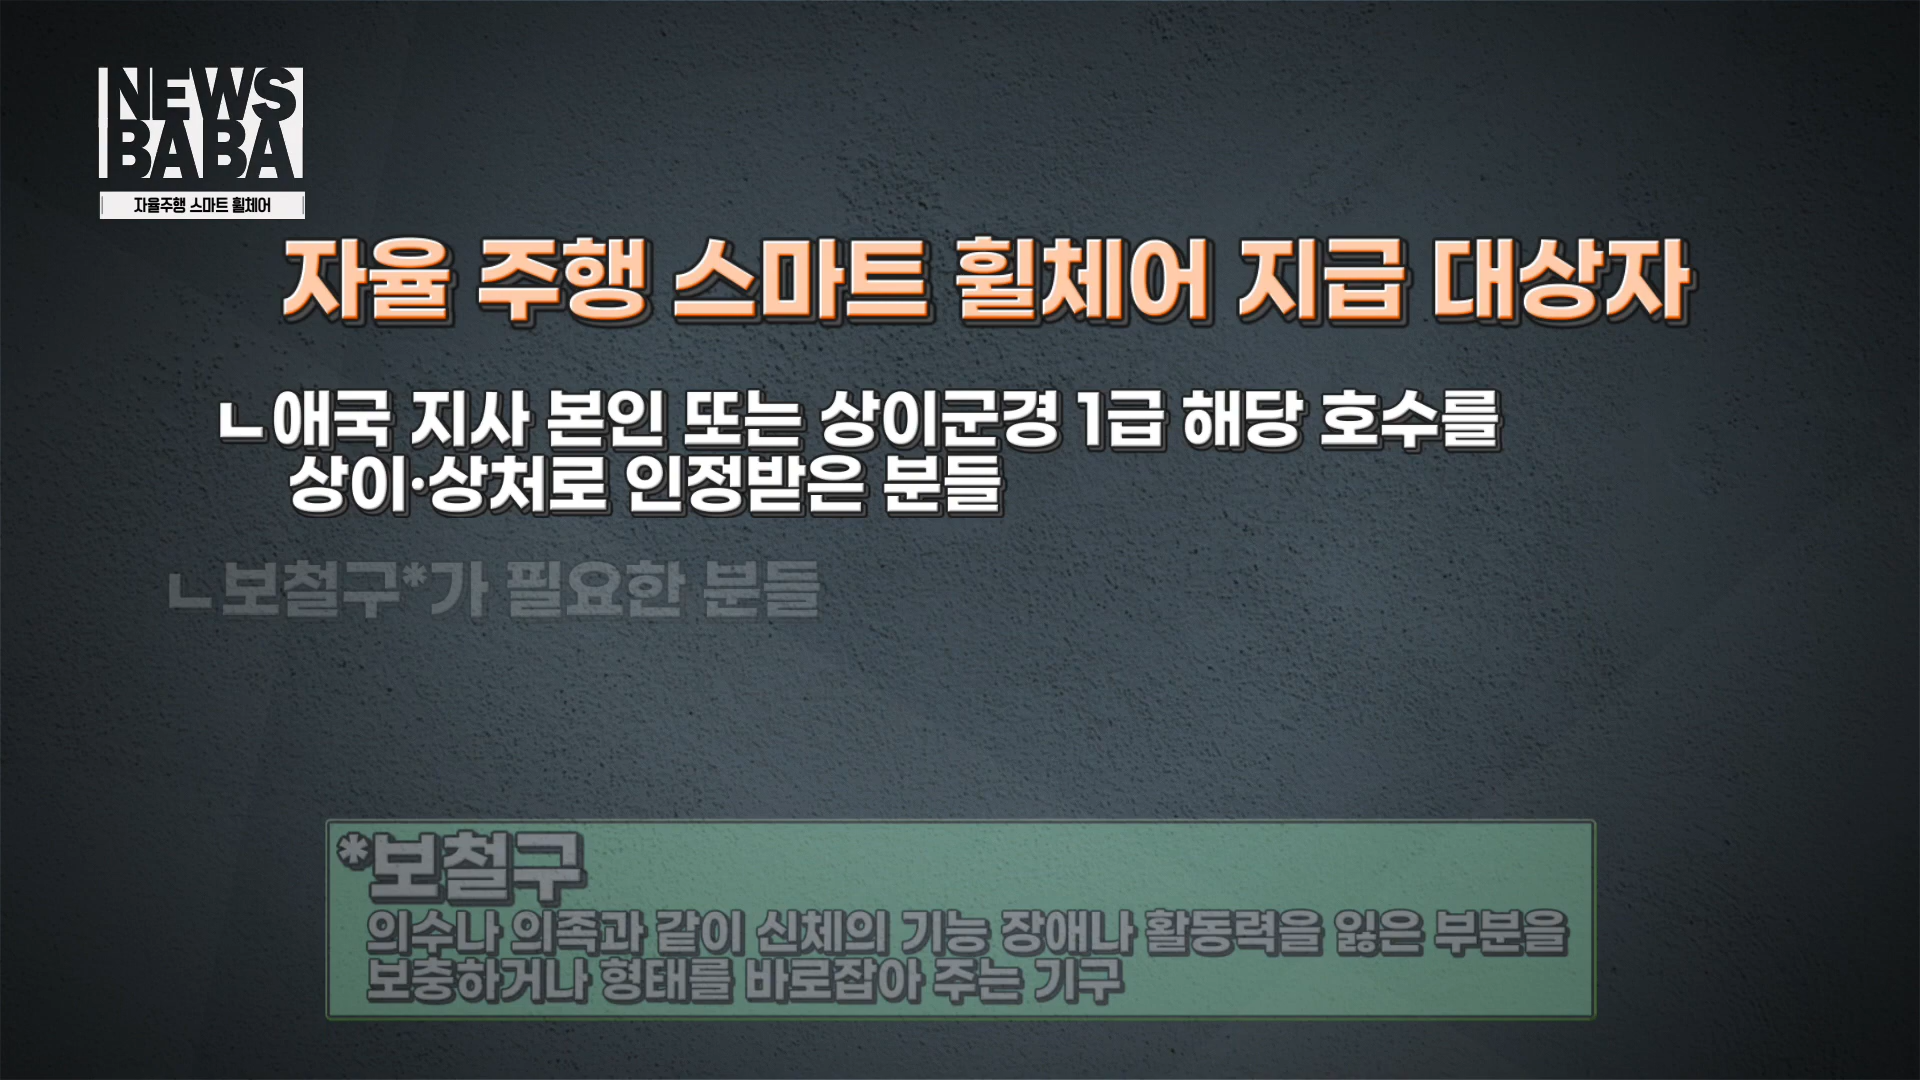 NEWS
BABA
자율주행 스마트 휠체어
자율 주행 스마트 휠체어 지급 대상자
ㄴ애국 지사 본인 또는 상이군경 1급 해당 호수를
상이·상처로 인정받은 분들
ㄴ보철구*가 필요한 분들
*보철구
의수나 의족과 같이 신체의 기능 장애나 활동력을 잃은 부분을
보충하거나 형태를 바로잡아 주는 기구